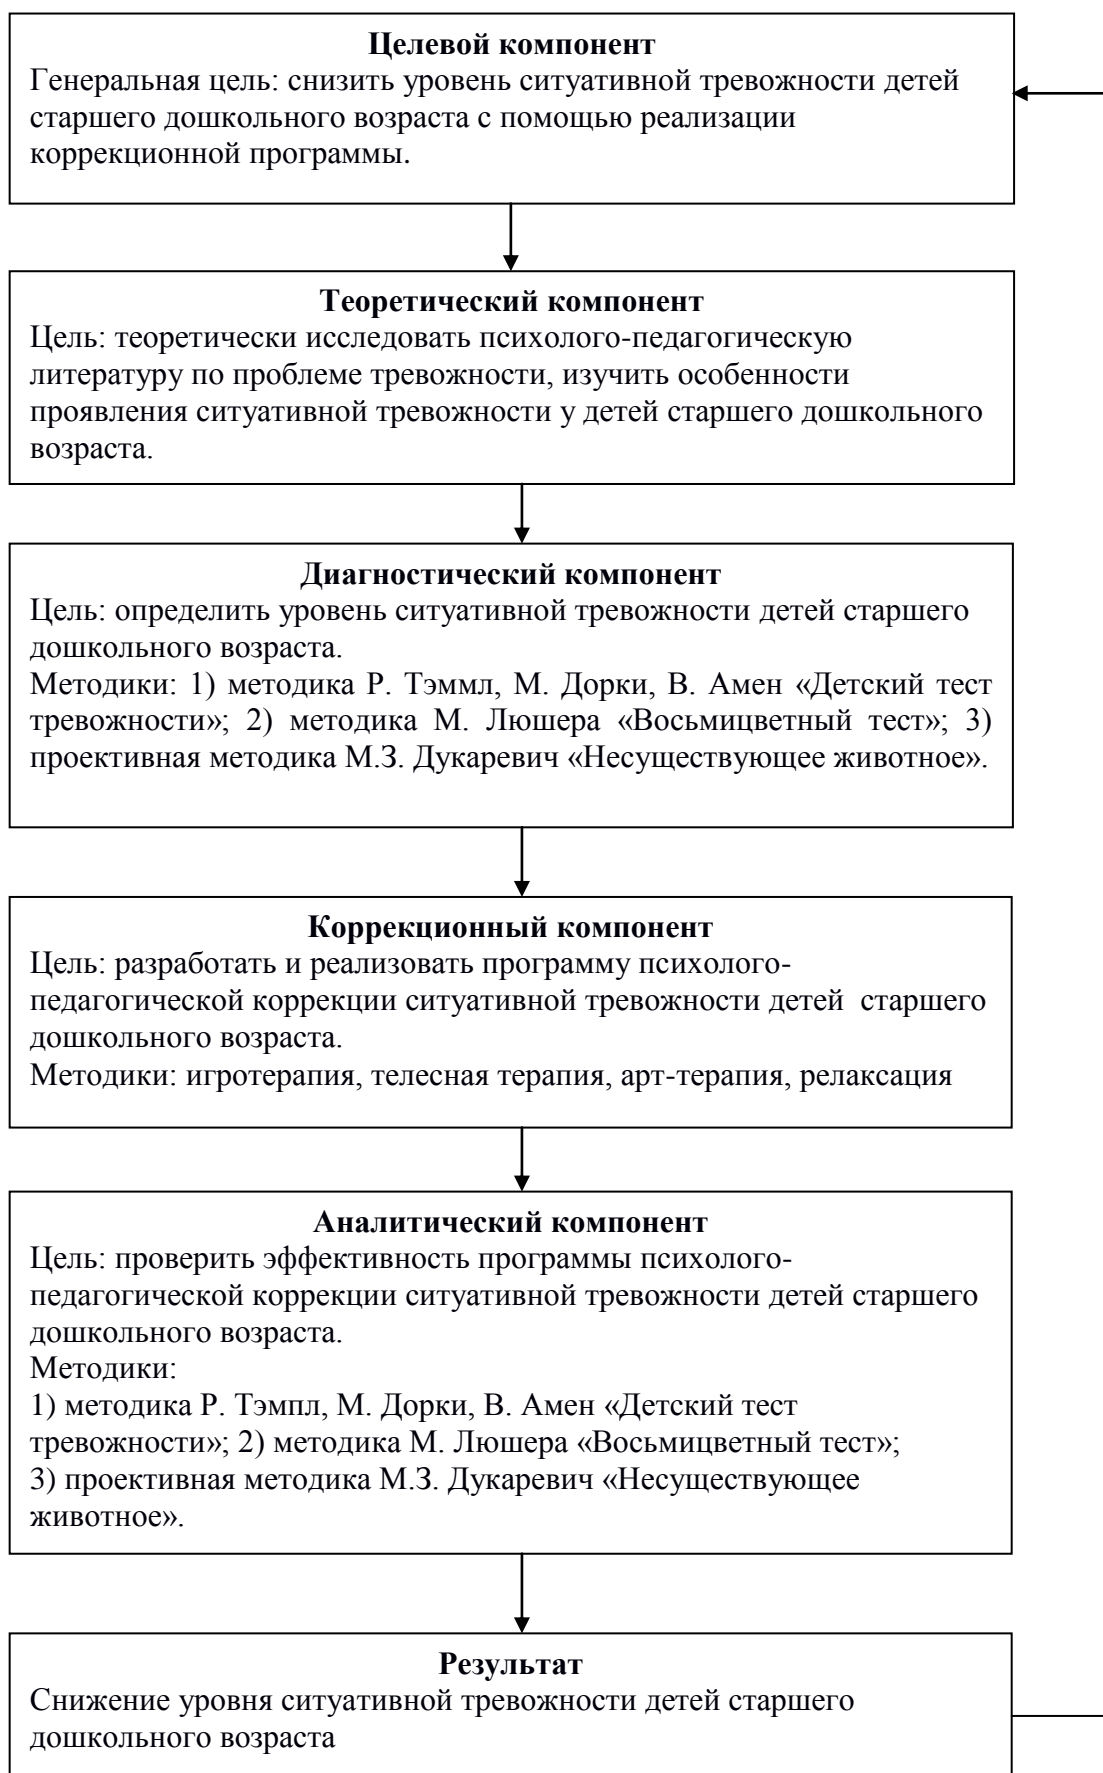 Целевой компонент
Генеральная цель: снизить уровень ситуативной тревожности детей
старшего дошкольного возраста с помощью реализации
коррекционной программы.
Теоретический компонент
Цель: теоретически исследовать психолого-педагогическую
литературу по проблеме тревожности, изучить особенности
проявления ситуативной тревожности у детей старшего дошкольного
возраста.
Диагностический компонент
Цель: определить уровень ситуативной тревожности детей старшего
дошкольного возраста.
Методики: 1) методика Р. Тэммл, М. Дорки, В. Амен «Детский тест
тревожности»; 2) методика М. Люшера «Восьмицветный тест»; 3)
проективная методика М.З. Дукаревич «Несуществующее животное».
Коррекционный компонент
Цель: разработать и реализовать программу психолого-
педагогической коррекции ситуативной тревожности детей  старшего
дошкольного возраста.
Методики: игротерапия, телесная терапия, арт-терапия, релаксация
Аналитический компонент
Цель: проверить эффективность программы психолого-
педагогической коррекции ситуативной тревожности детей старшего
дошкольного возраста.
Методики:
1) методика Р. Тэмпл, М. Дорки, В. Амен «Детский тест
тревожности»; 2) методика М. Люшера «Восьмицветный тест»;
3) проективная методика М.З. Дукаревич «Несуществующее
животное».
Результат
Снижение уровня ситуативной тревожности детей старшего
дошкольного возраста